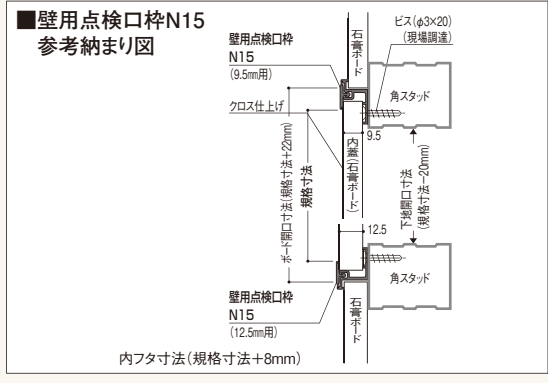 ■壁用点検口枠N15
参考納まり図
壁用点検口枠
N15
(9.5㎜用)
クロス仕上げ
石膏ボード
ビス(φ3×20)
(現場調達)
角スタッド
9.5
ボード開口寸法(規格寸法+22mm)
規格寸法
内蓋(石膏ボード)
下地開口寸法
(規格寸法−20mm)
12.5
角スタッド
壁用点検口枠
N15
(12.5㎜用)
石膏ボード
内フタ寸法(規格寸法+8mm)